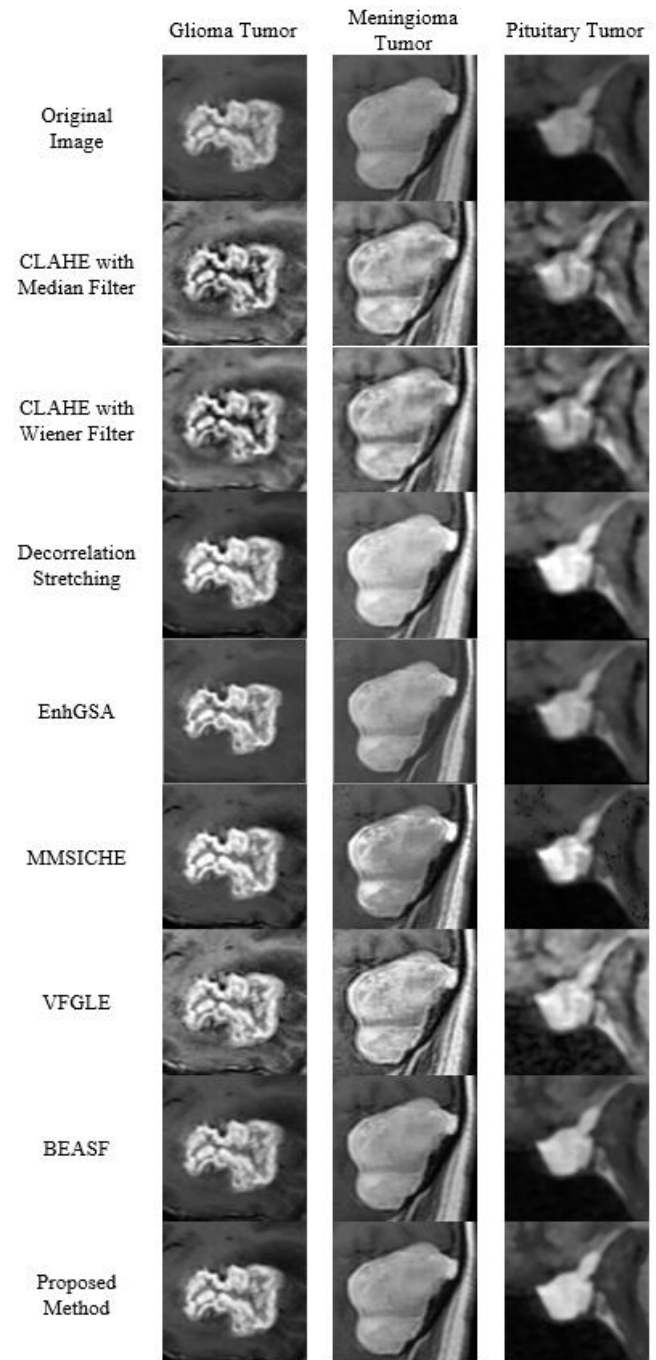 Glioma Tumor
Meningioma
Tumor
Pituitary Tumor
Original
Image
CLAHE with
Median Filter
CLAHE with
Wiener Filter
Decorrelation
Stretching
EnhGSA
MMSICHE
VFGLE
BEASF
Proposed
Method